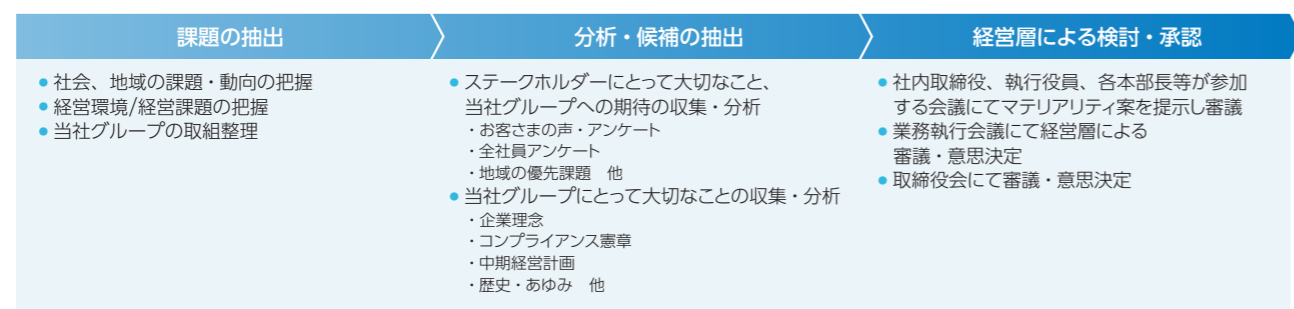 課題の抽出
● 社会、地域の課題・動向の把握
● 経営環境/経営課題の把握
● 当社グループの取組整理
分析・候補の抽出
● ステークホルダーにとって大切なこと、
当社グループへの期待の収集・分析
・お客さまの声・アンケート
・全社員アンケート
・地域の優先課題　他
● 当社グループにとって大切なことの収集・分析
・企業理念
・コンプライアンス憲章
・中期経営計画
・歴史・あゆみ　他
経営層による検討・承認
● 社内取締役、執行役員、各本部長等が参加
する会議にてマテリアリティ案を提示し審議
● 業務執行会議にて経営層による
審議・意思決定
● 取締役会にて審議・意思決定